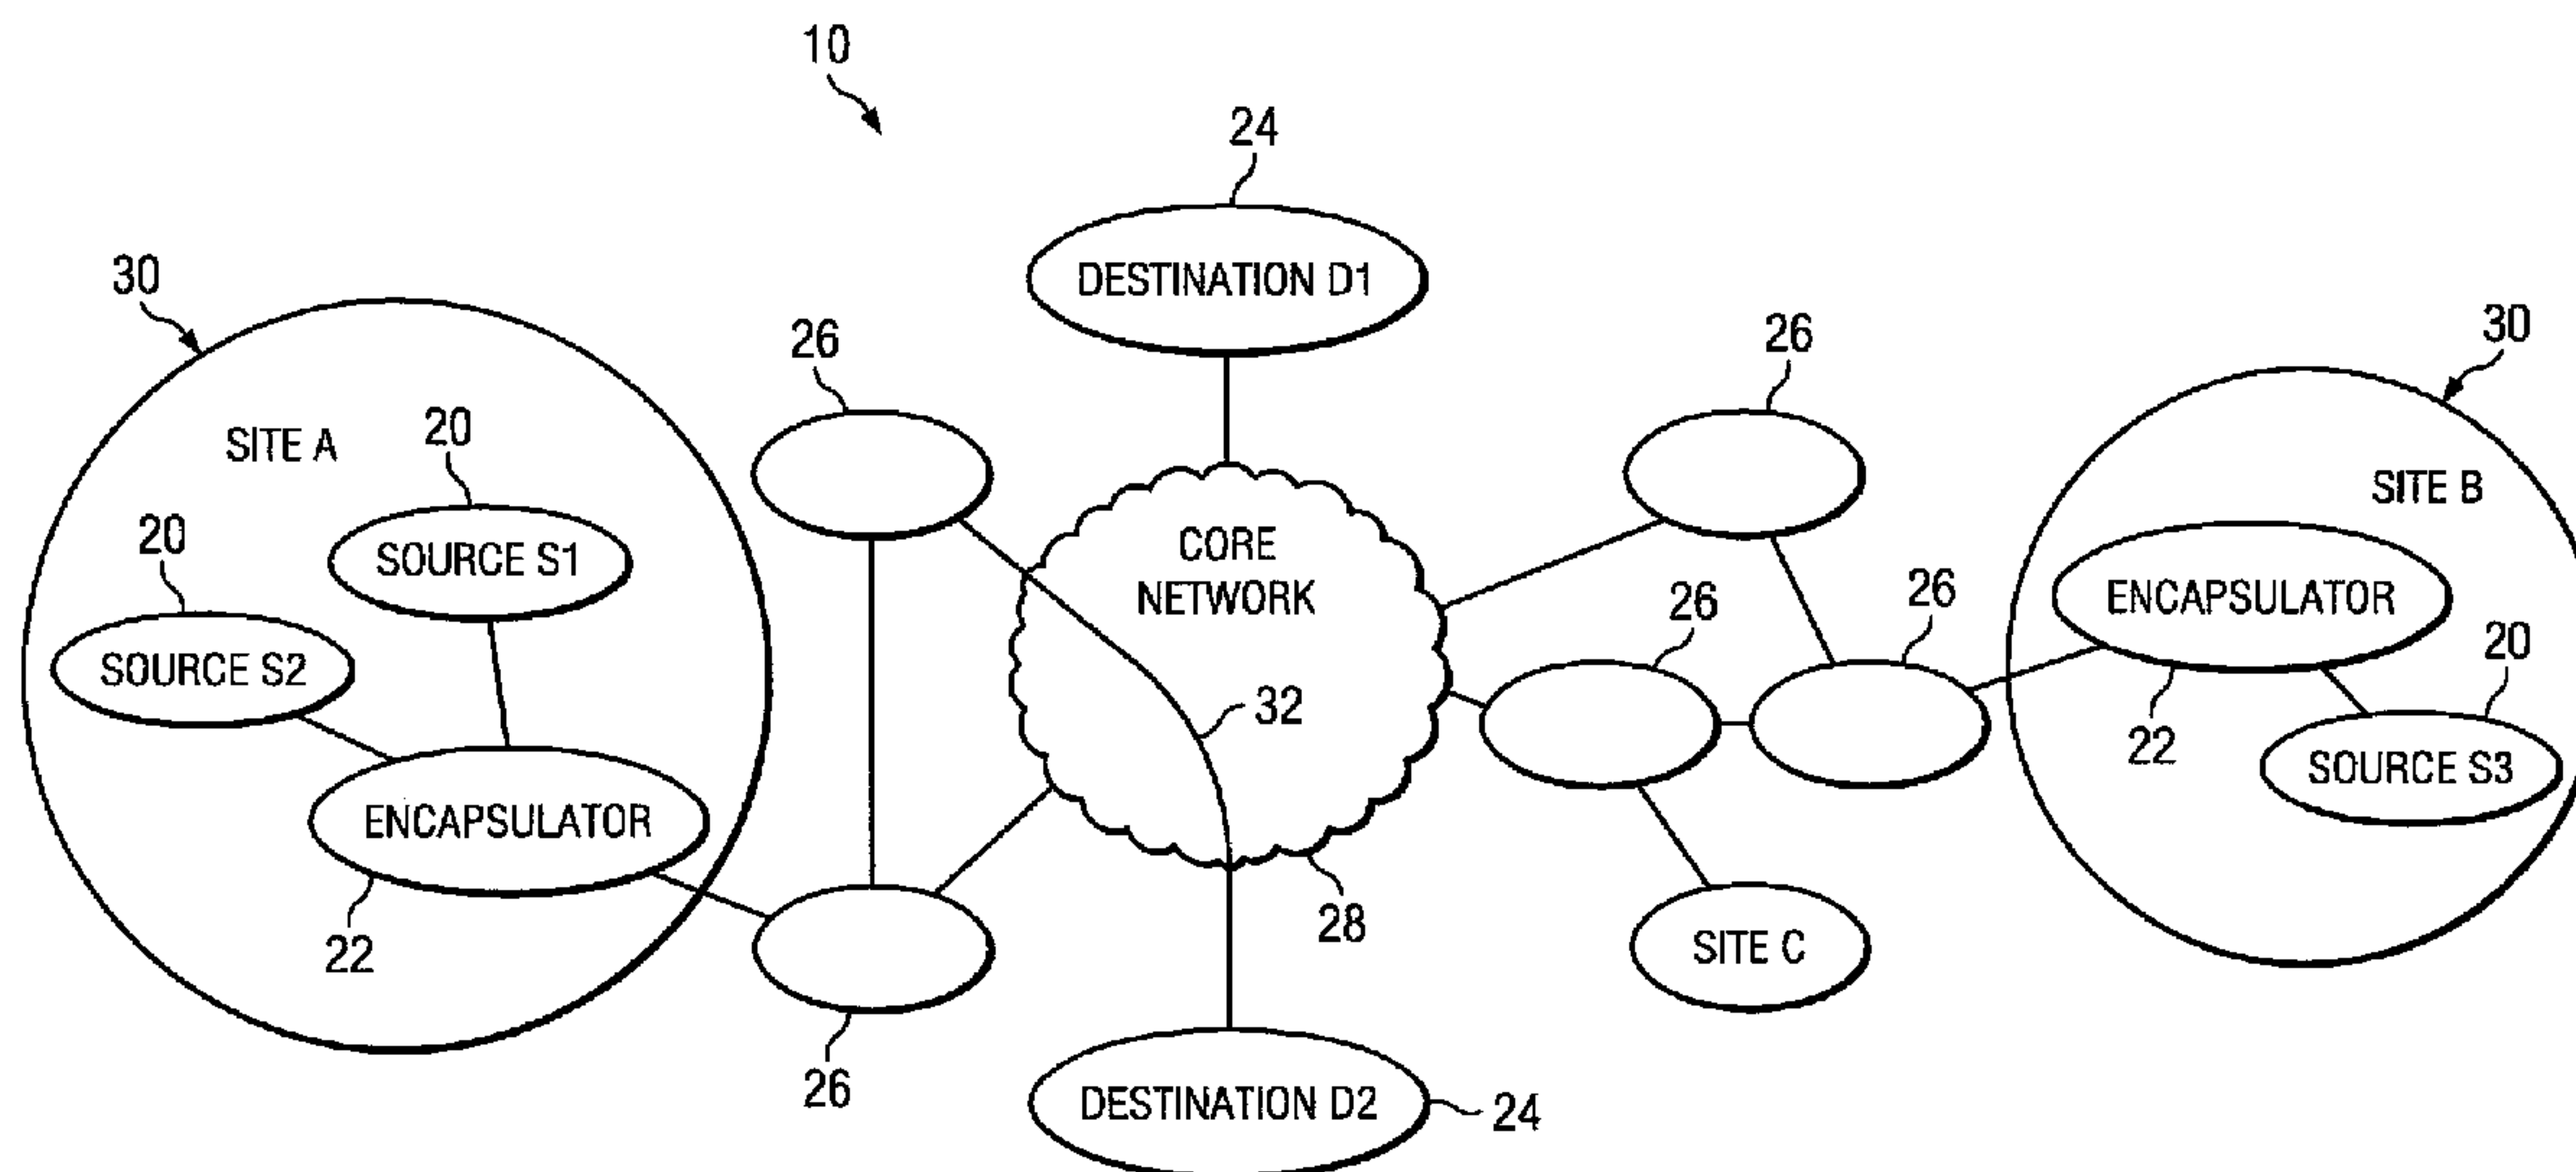 10
24
DESTINATION D1
30
26
26
30
SITE A
20
SITE B
20
SOURCE S1
CORE
NETWORK
26
26
ENCAPSULATOR
20
SOURCE S2
32
22
SOURCE S3
ENCAPSULATOR
22
28
SITE C
26
DESTINATION D2
24